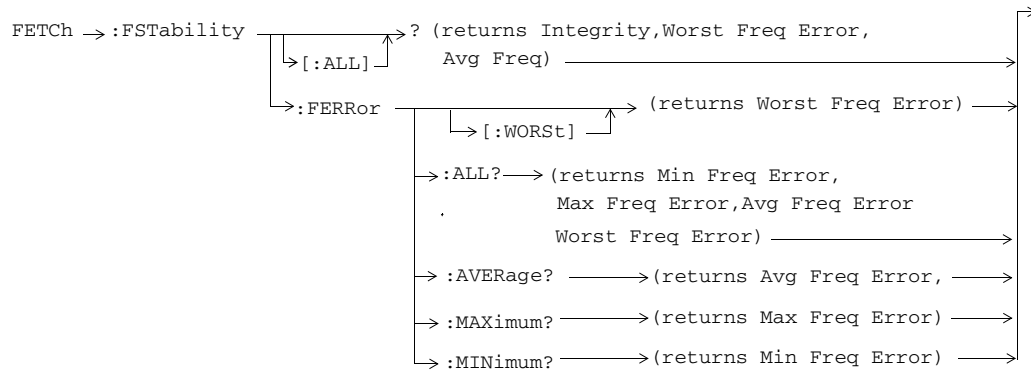 FETCh :FSTability ? (returns Integrity,Worst Freq Error,
[:ALL] Avg Freq)
:FERRor (returns Worst Freq Error)
[:WORSt]
:ALL? (returns Min Freq Error,
Max Freq Error,Avg Freq Error
Worst Freq Error)
:AVERage? (returns Avg Freq Error,
:MAXimum? (returns Max Freq Error)
:MINimum? (returns Min Freq Error)